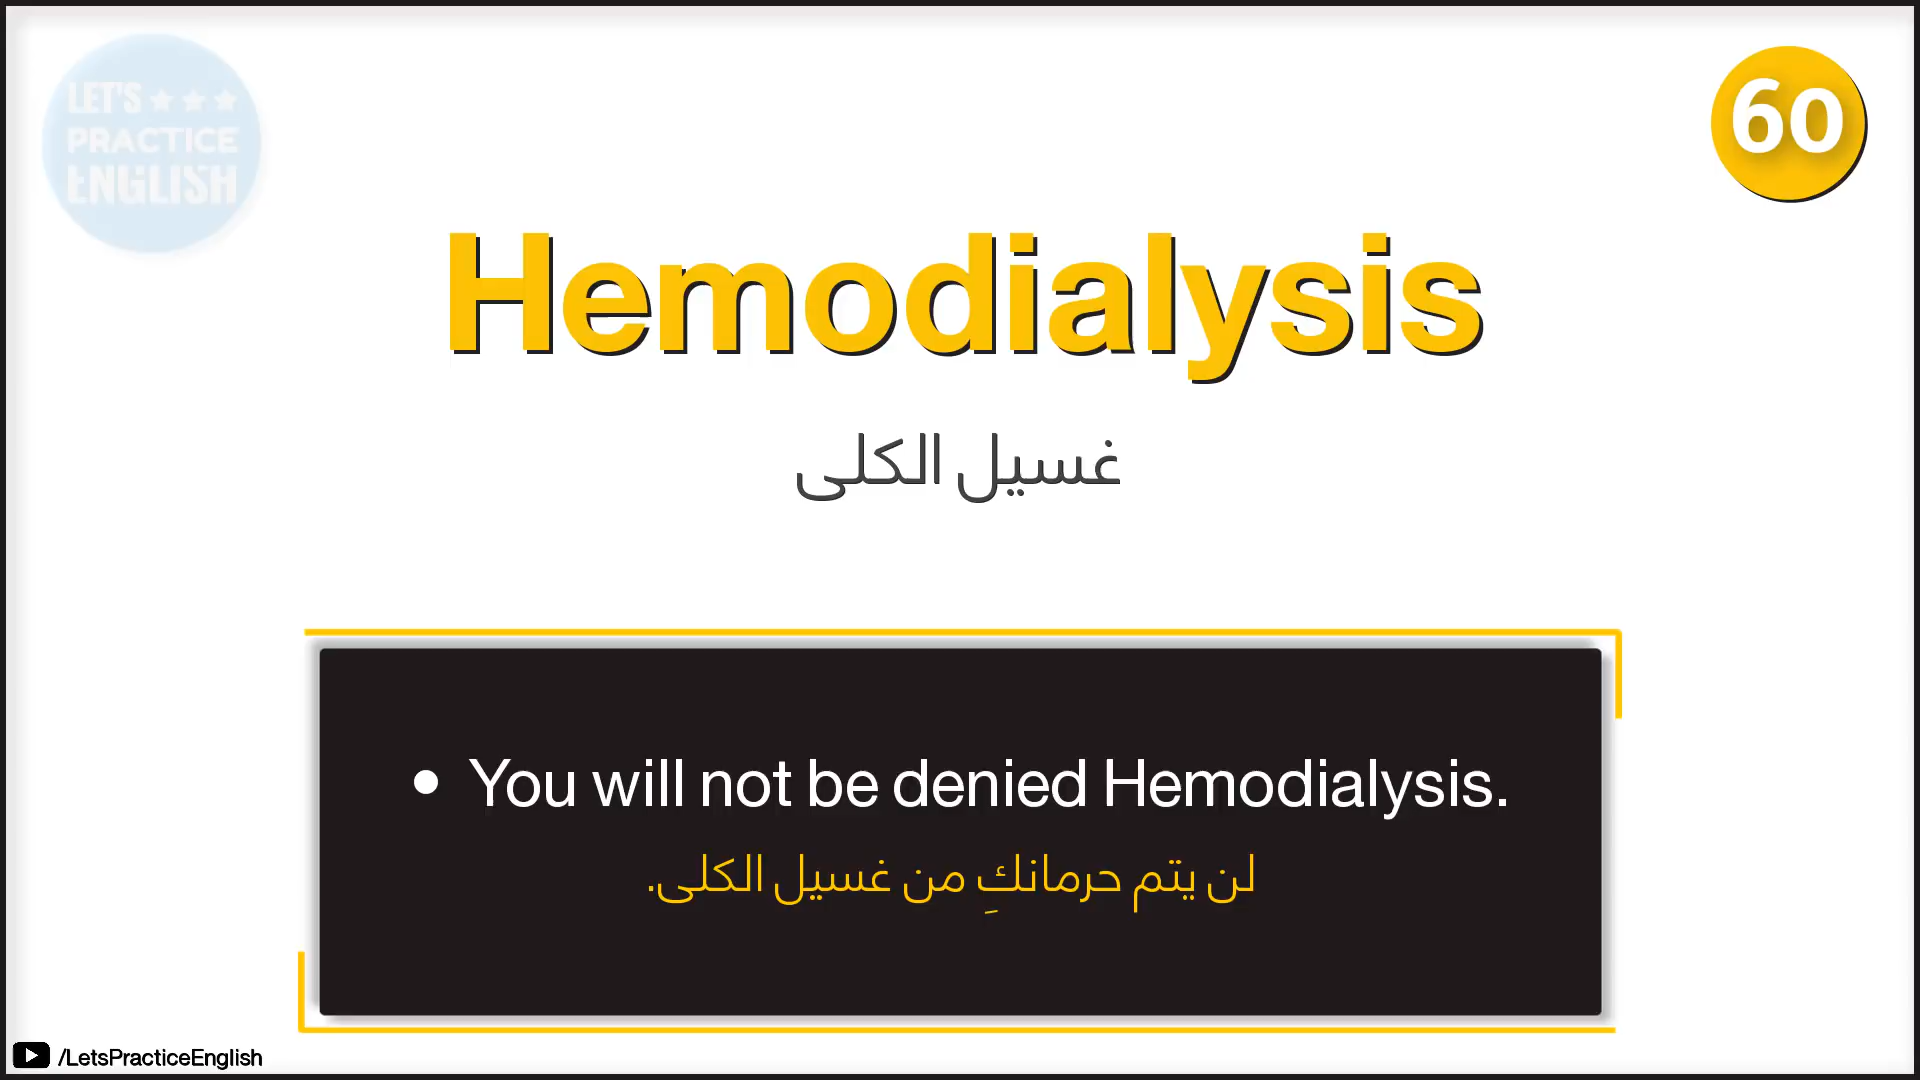 LET'S
PRACTICE
ENGLISH
60
Hemodialysis
غسيل الكلى
• You will not be denied Hemodialysis.
لن يتم حرمانكِ من غسيل الكلى.
/LetsPracticeEnglish